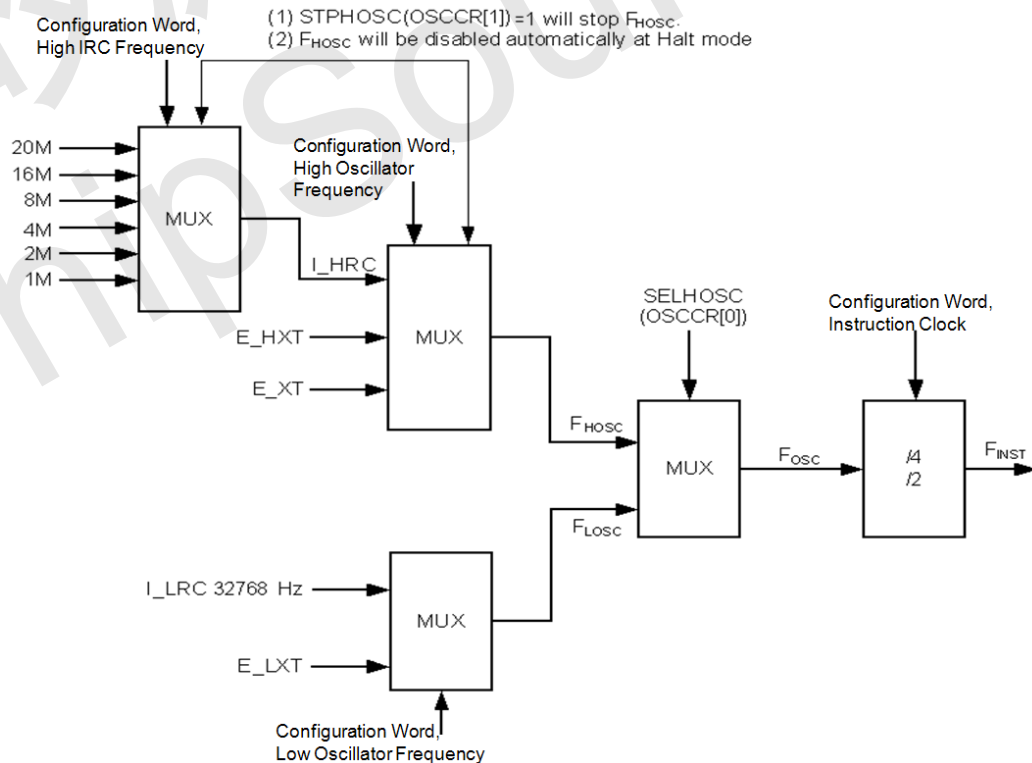 (1) STPHOSC(OSCCR[1])=1 will stop FHOSC.
(2) FHOSC will be disabled automatically at Halt mode
Configuration Word,
High IRC Frequency
20M
16M
8M
4M
2M
1M
MUX
Configuration Word,
High Oscillator
Frequency
I_HRC
E_HXT
E_XT
MUX
SELHOSC
(OSCCR[0])
Configuration Word,
Instruction Clock
FHOSC
FLOSC
MUX
FOSC
/4
/2
FINST
I_LRC 32768 Hz
E_LXT
MUX
Configuration Word,
Low Oscillator Frequency